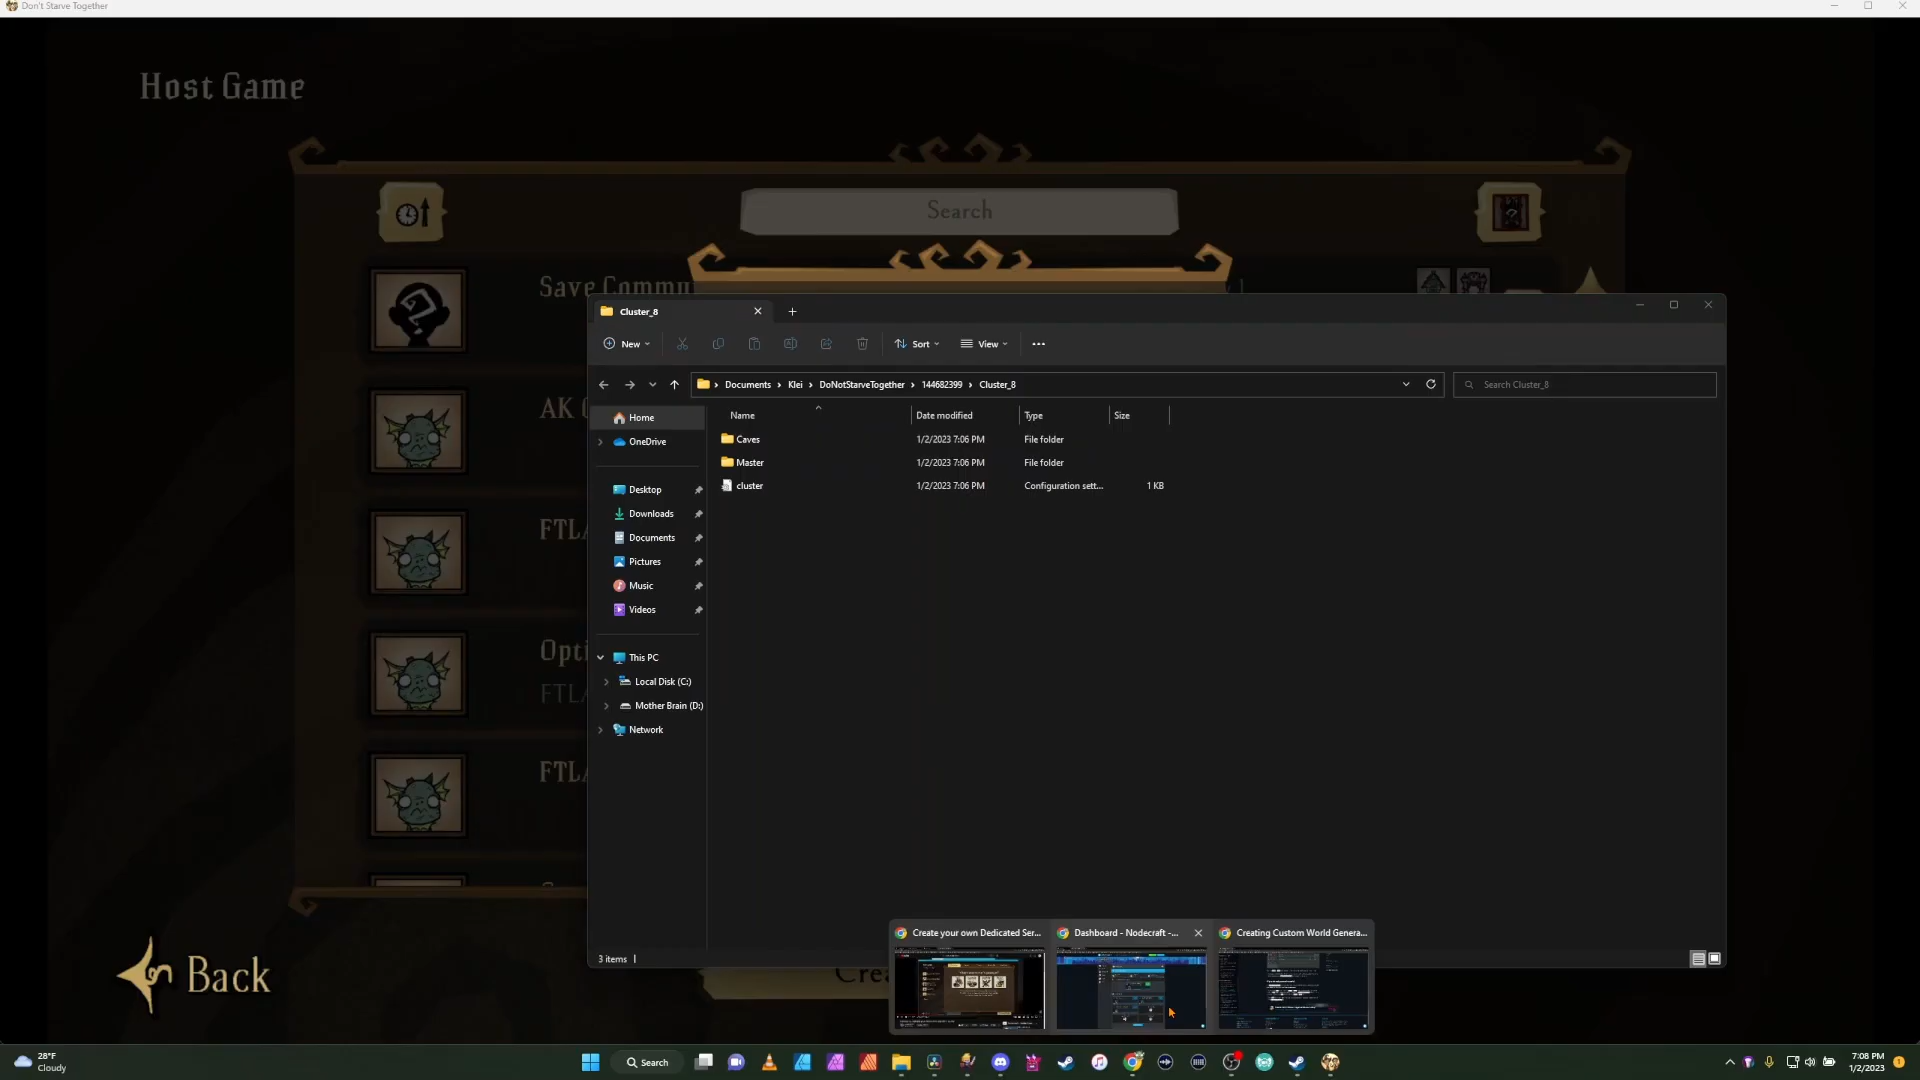 Don't Starve Together
Host Game
Search
Save Commu
AK
FTLA
Opti
FTLA
FTLA
Back
Crea
Cluster_8
New
Sort
View
Documents > Klei > DoNotStarveTogether > 144682399 > Cluster_8
Search Cluster_8
Name Date modified Type Size
Home
OneDrive
Desktop
Downloads
Documents
Pictures
Music
Videos
This PC
Local Disk (C:)
Mother Brain (D:)
Network
Caves 1/2/2023 7:06 PM File folder
Master 1/2/2023 7:06 PM File folder
cluster 1/2/2023 7:06 PM Configuration sett... 1 KB
3 items
Create your own Dedicated Ser...
Dashboard - Nodecraft -...
Creating Custom World Genera...
28°F
Cloudy
Search
7:08 PM
1/2/2023